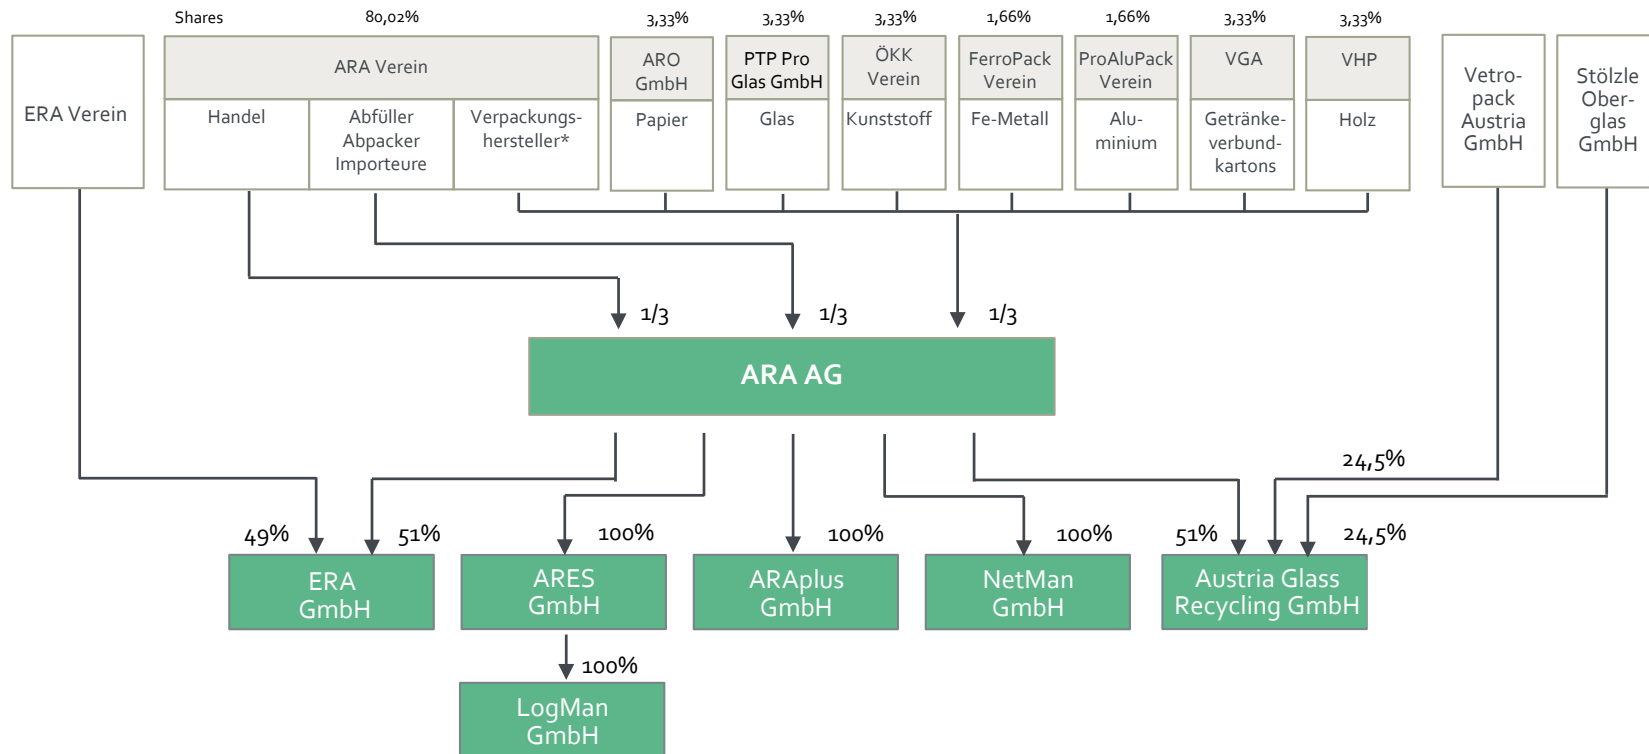 Shares
80,02%
3,33%
3,33%
3,33%
1,66%
1,66%
3,33%
3,33%
ERA Verein
ARA Verein
Handel
Abfüller
Abpacker
Importeure
Verpackungs-
hersteller*
ARO
GmbH
Papier
PTP Pro
Glas GmbH
Glas
ÖKK
Verein
Kunststoff
FerroPack
Verein
Fe-Metall
ProAluPack
Verein
Alu-
minium
VGA
Getränke-
verbund-
kartons
VHP
Holz
Vetro-
pack
Austria
GmbH
Stölzle
Ober-
glas
GmbH
1/3
1/3
1/3
ARA AG
24,5%
49%
51%
100%
100%
100%
51%
24,5%
ERA
GmbH
ARES
GmbH
ARAplus
GmbH
NetMan
GmbH
Austria Glass
Recycling GmbH
100%
LogMan
GmbH